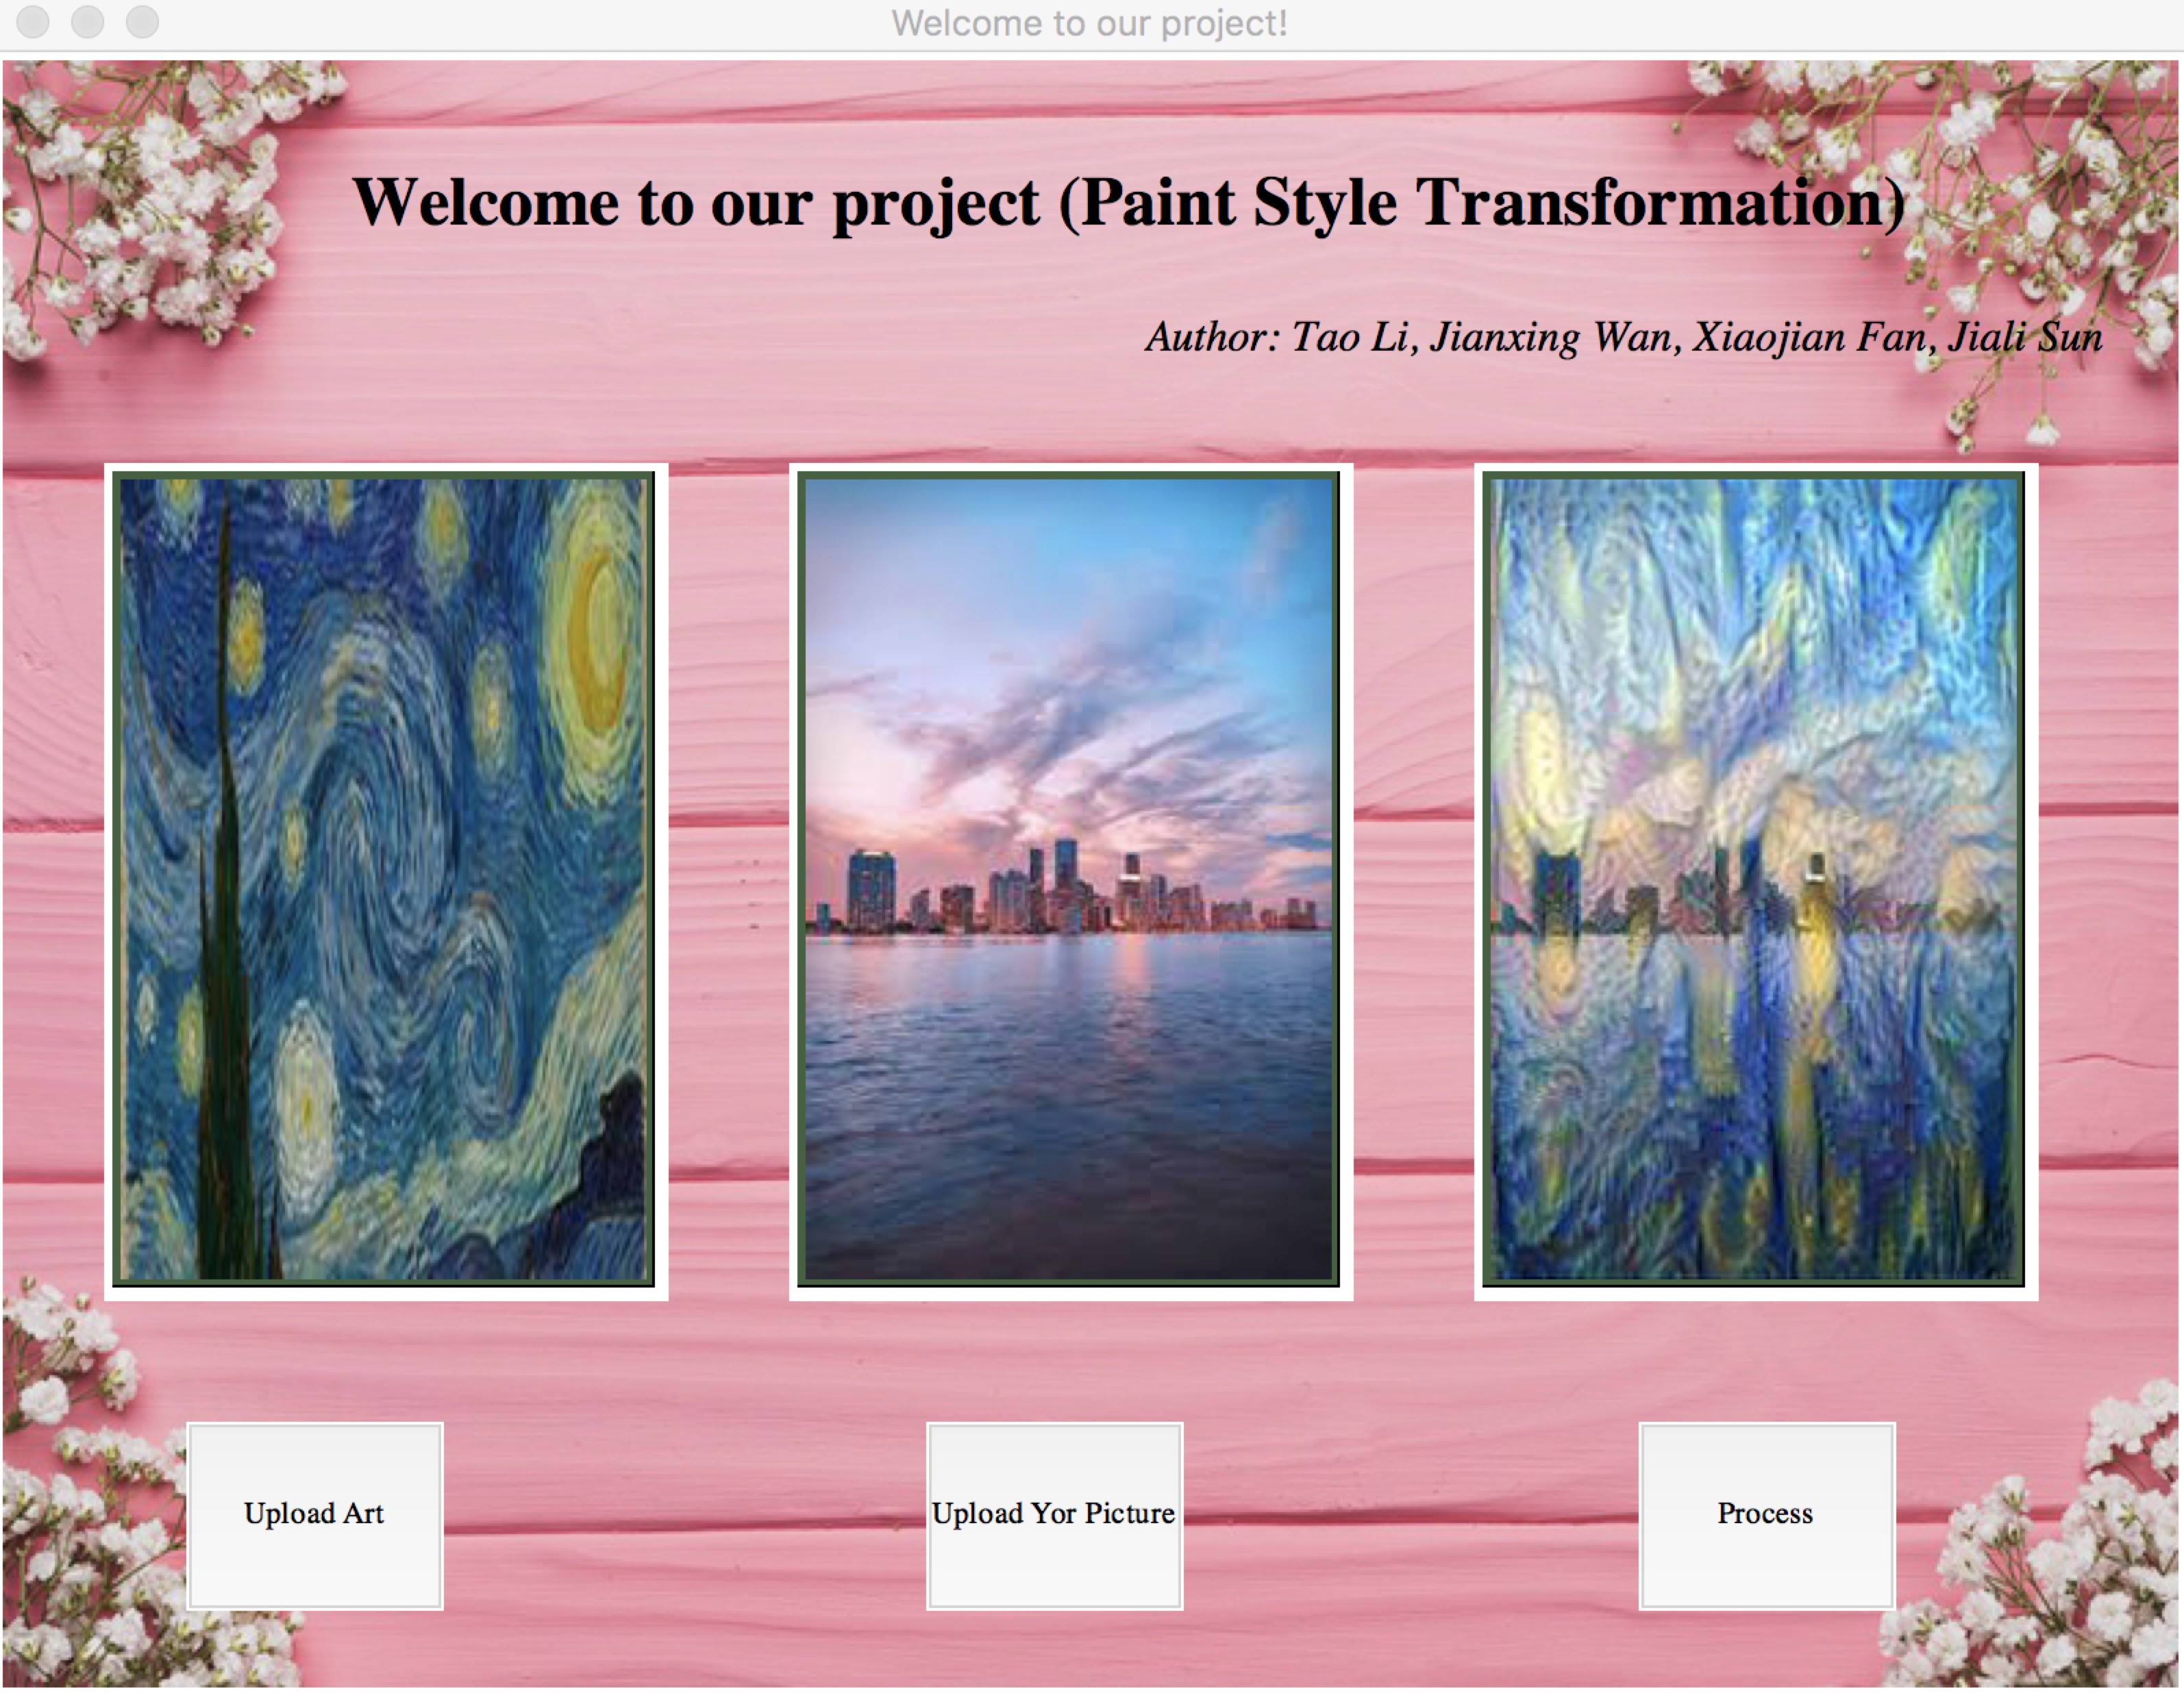 Welcome to our project!
Welcome to our project (Paint Style Transformation)
Author: Tao Li, Jianxing Wan, Xiaojian Fan, Jiali Sun
Upload Art
Upload Yor Picture
Process